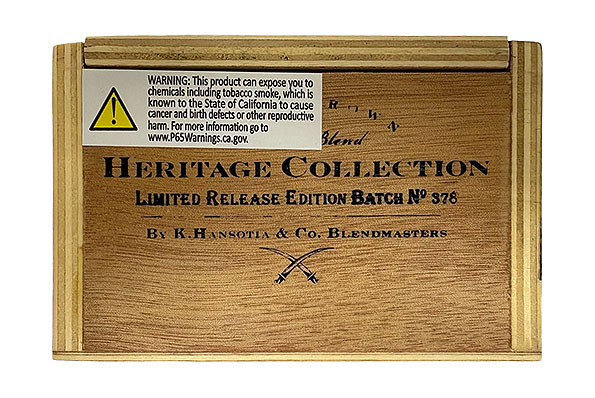 WARNING: This product can expose you to
chemicals including tobacco smoke, which is
known to the State of California to cause
cancer and birth defects or other reproductive
harm. For more information go to
www.P65Warnings.ca.gov.
Blend
HERITAGE COLLECTION
LIMITED RELEASE EDITION BATCH Nº 378
BY K. HANSOTIA & CO. BLENDMASTERS